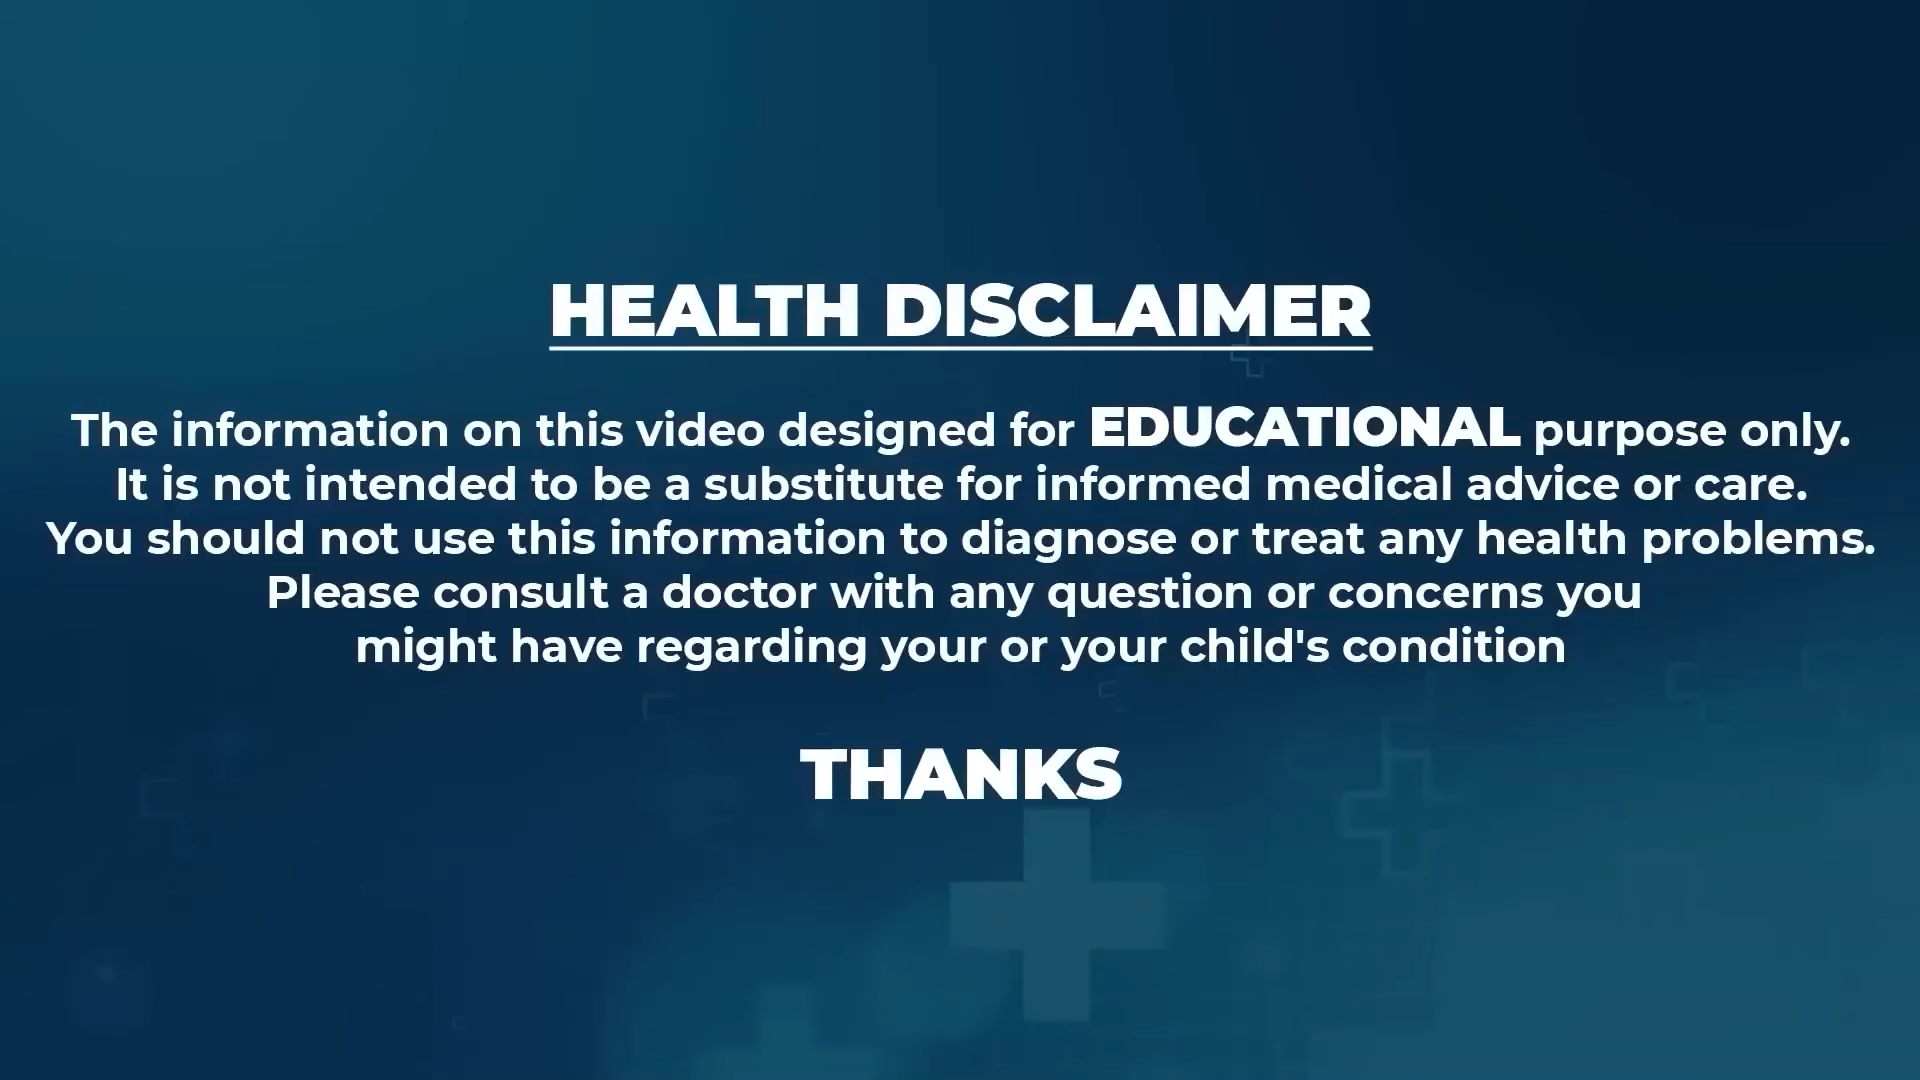 HEALTH DISCLAIMER
The information on this video designed for EDUCATIONAL purpose only.
It is not intended to be a substitute for informed medical advice or care.
You should not use this information to diagnose or treat any health problems.
Please consult a doctor with any question or concerns you
might have regarding your or your child's condition
THANKS